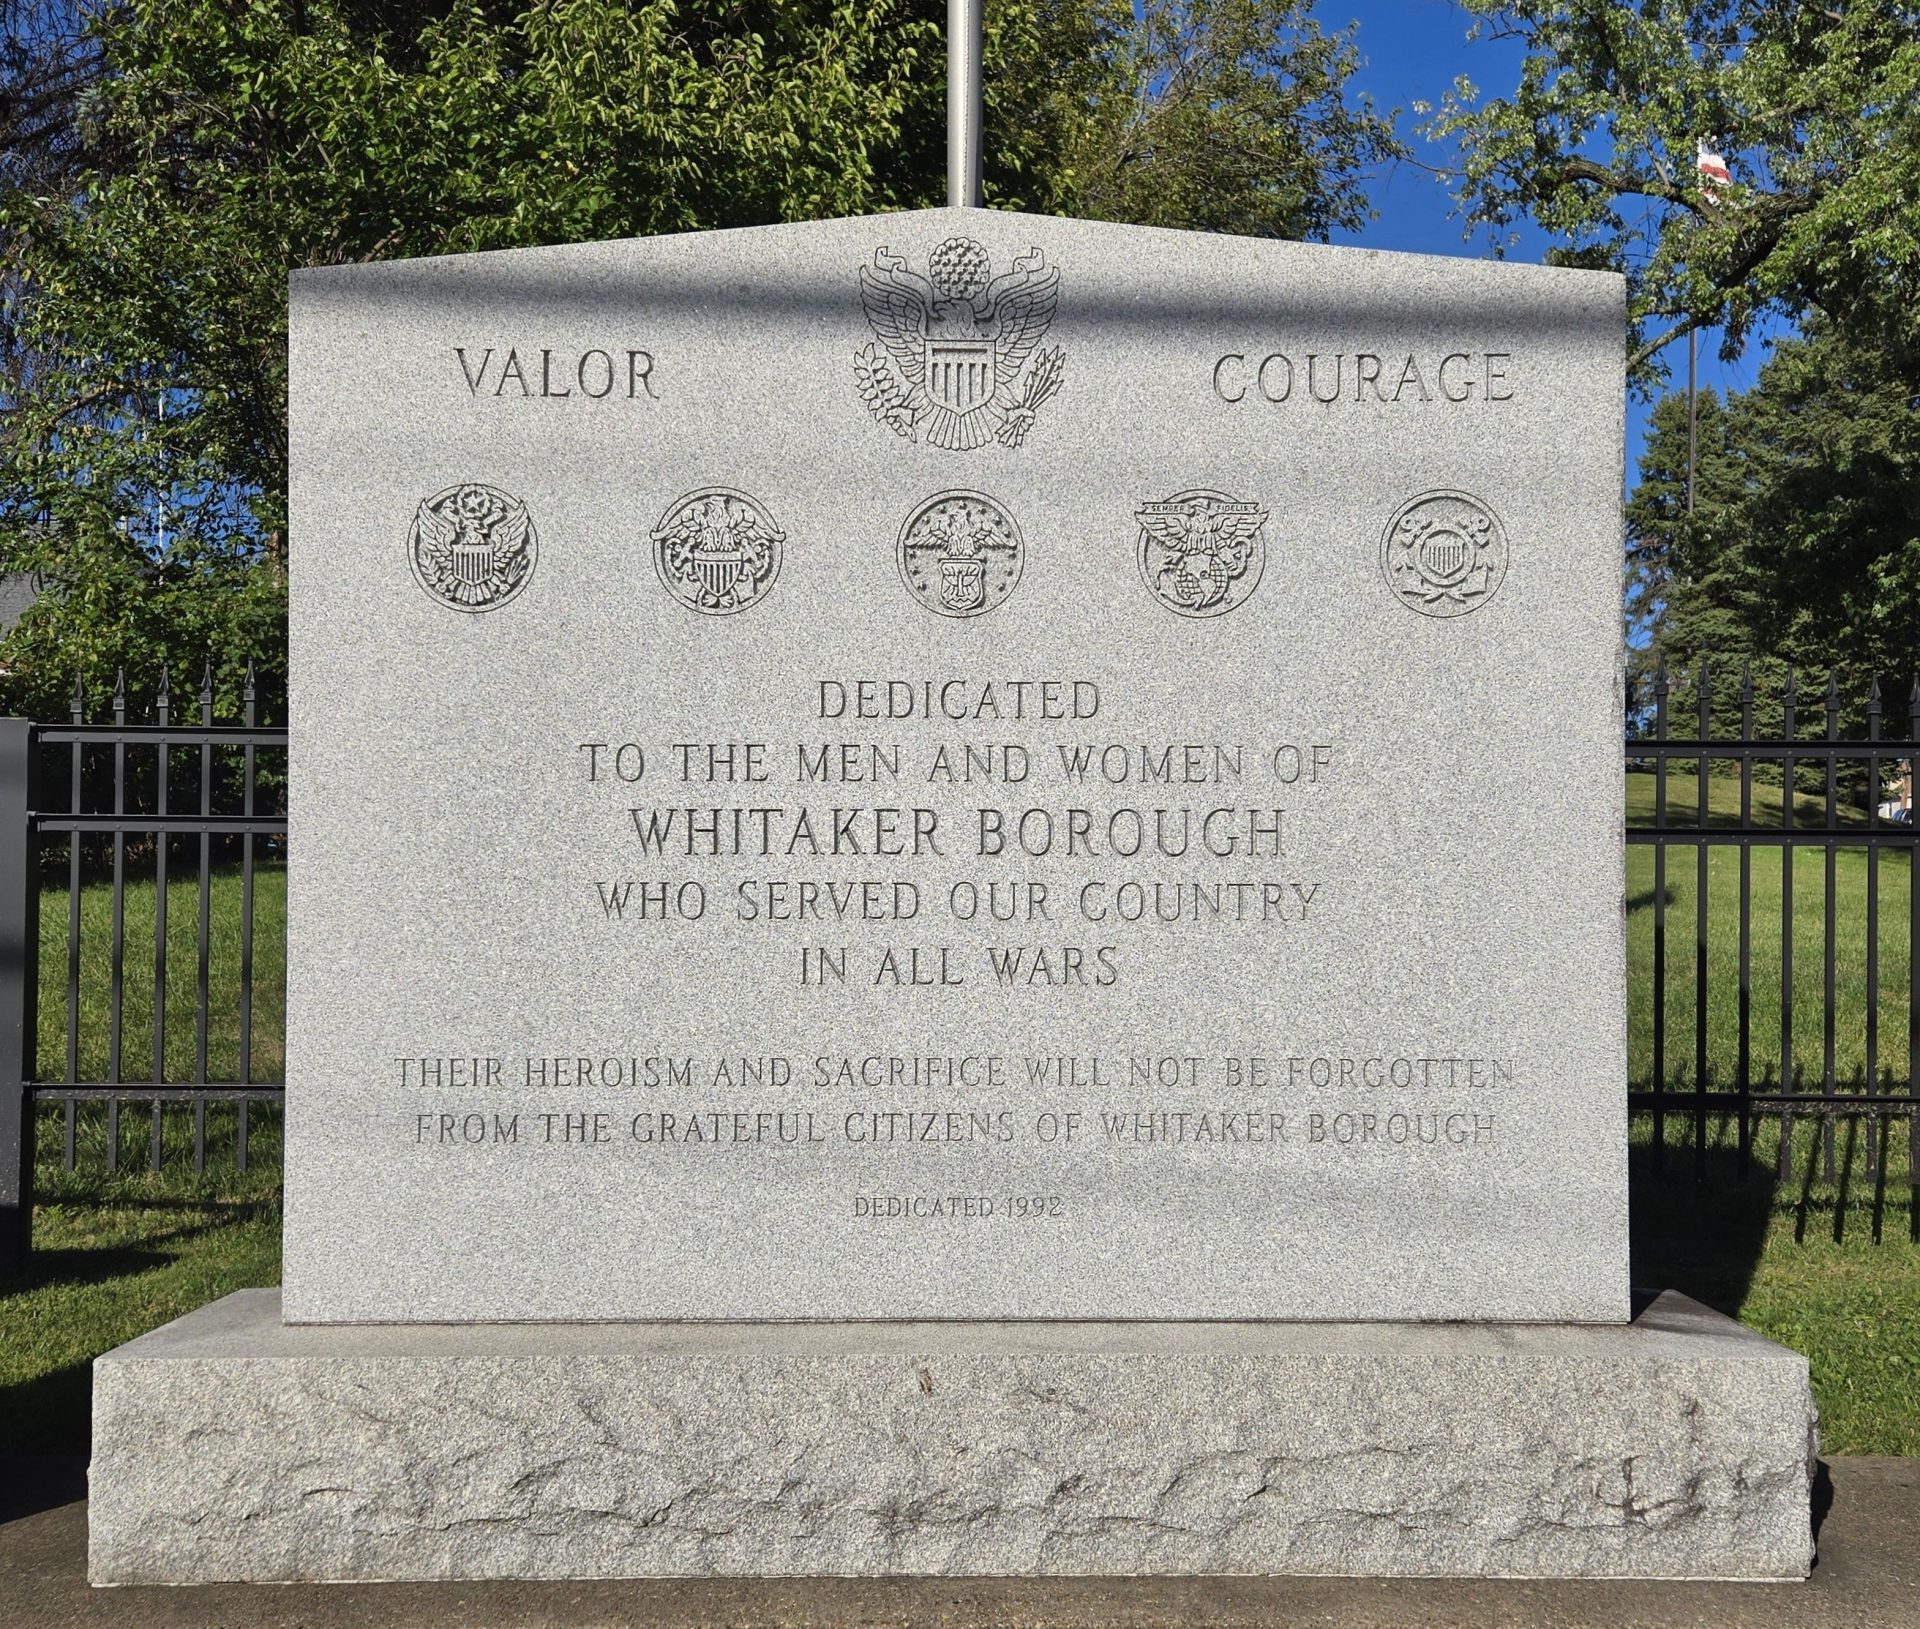 VALOR COURAGE
SEMPER FIDELIS
DEDICATED
TO THE MEN AND WOMEN OF
WHITAKER BOROUGH
WHO SERVED OUR COUNTRY
IN ALL WARS
THEIR HEROISM AND SACRIFICE WILL NOT BE FORGOTTEN
FROM THE GRATEFUL CITIZENS OF WHITAKER BOROUGH
DEDICATED 1992